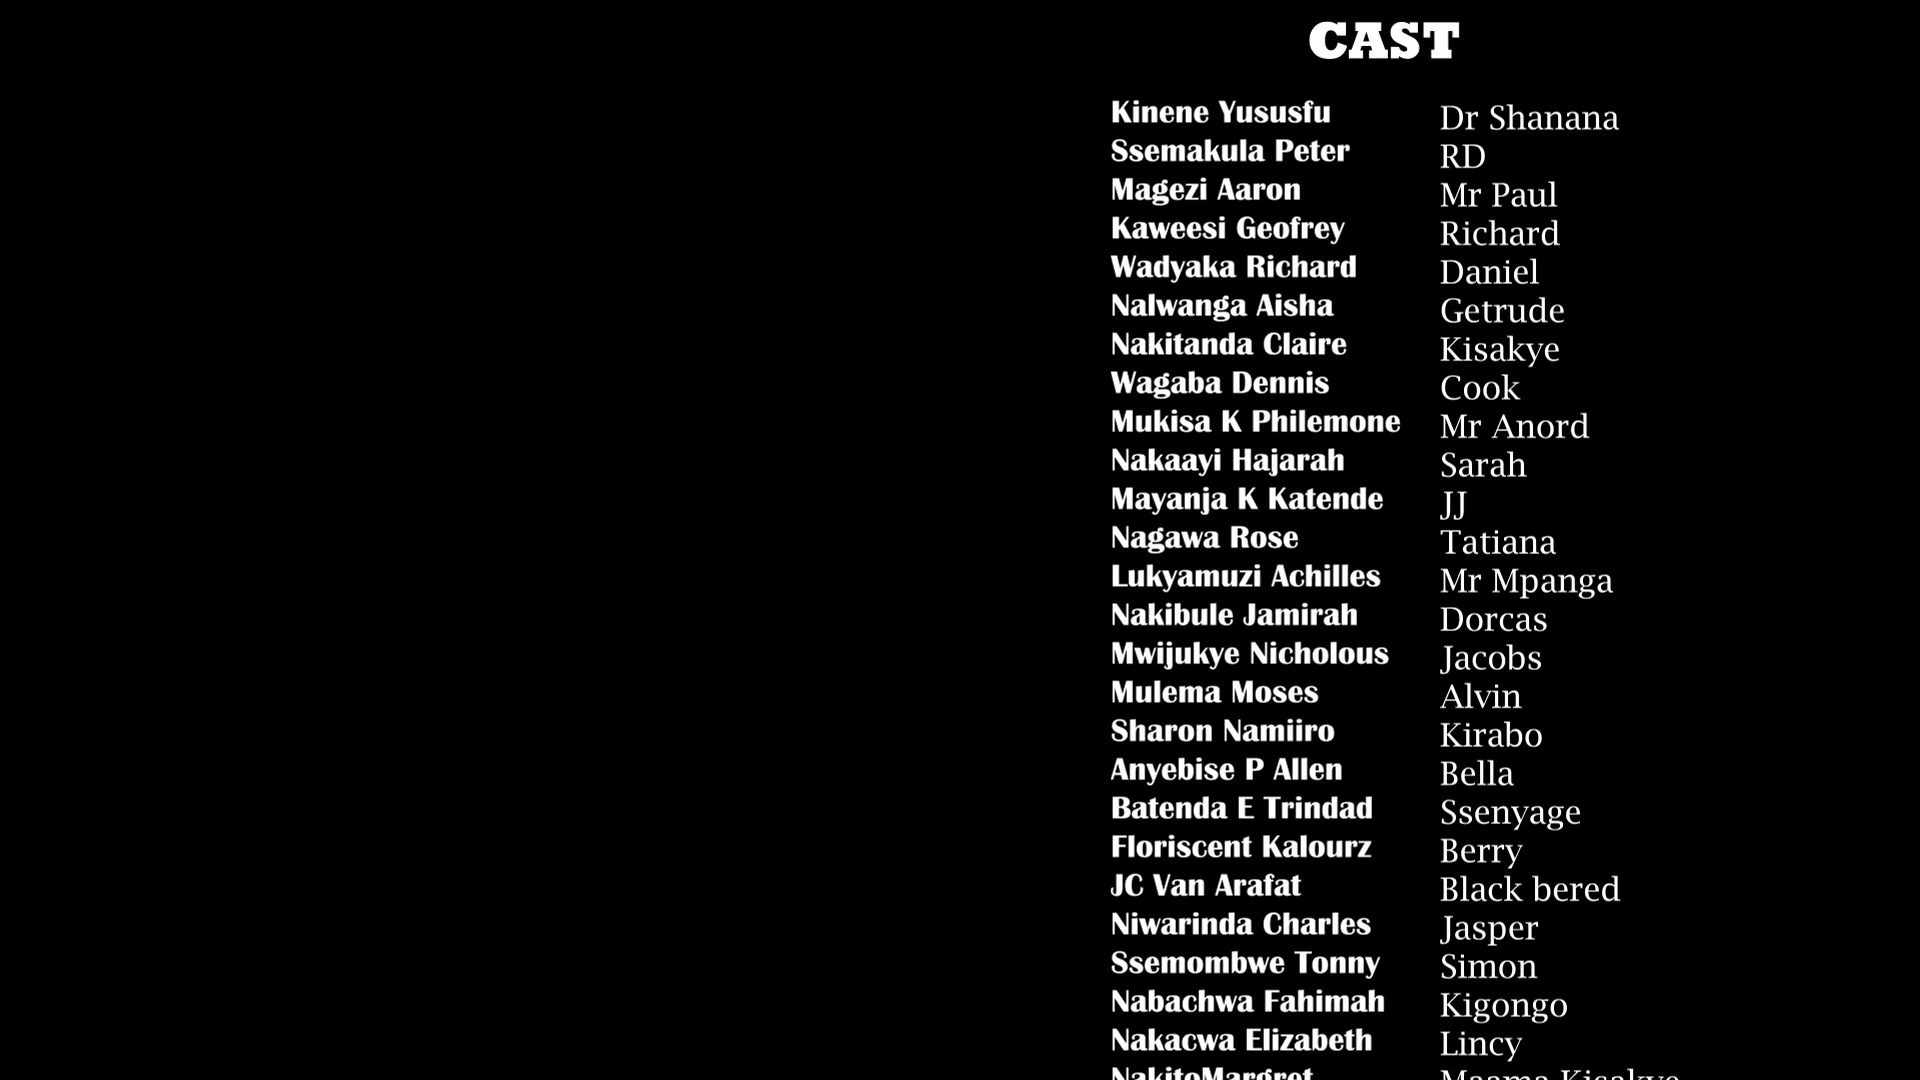 CAST
Kinene Yususfu Dr Shanana
Ssemakula Peter RD
Magezi Aaron Mr Paul
Kaweesi Geofrey Richard
Wadyaka Richard Daniel
Nalwanga Aisha Getrude
Nakitanda Claire Kisakye
Wagaba Dennis Cook
Mukisa K Philemone Mr Anord
Nakaayi Hajarah Sarah
Mayanja K Katende JJ
Nagawa Rose Tatiana
Lukyamuzi Achilles Mr Mpanga
Nakibule Jamirah Dorcas
Mwijukye Nicholous Jacobs
Mulema Moses Alvin
Sharon Namiiro Kirabo
Anyebise P Allen Bella
Batenda E Trindad Ssenyage
Floriscent Kalourz Berry
JC Van Arafat Black bered
Niwarinda Charles Jasper
Ssemombwe Tonny Simon
Nabachwa Fahimah Kigongo
Nakacwa Elizabeth Lincy
NakitoMargret Maama Kisakye